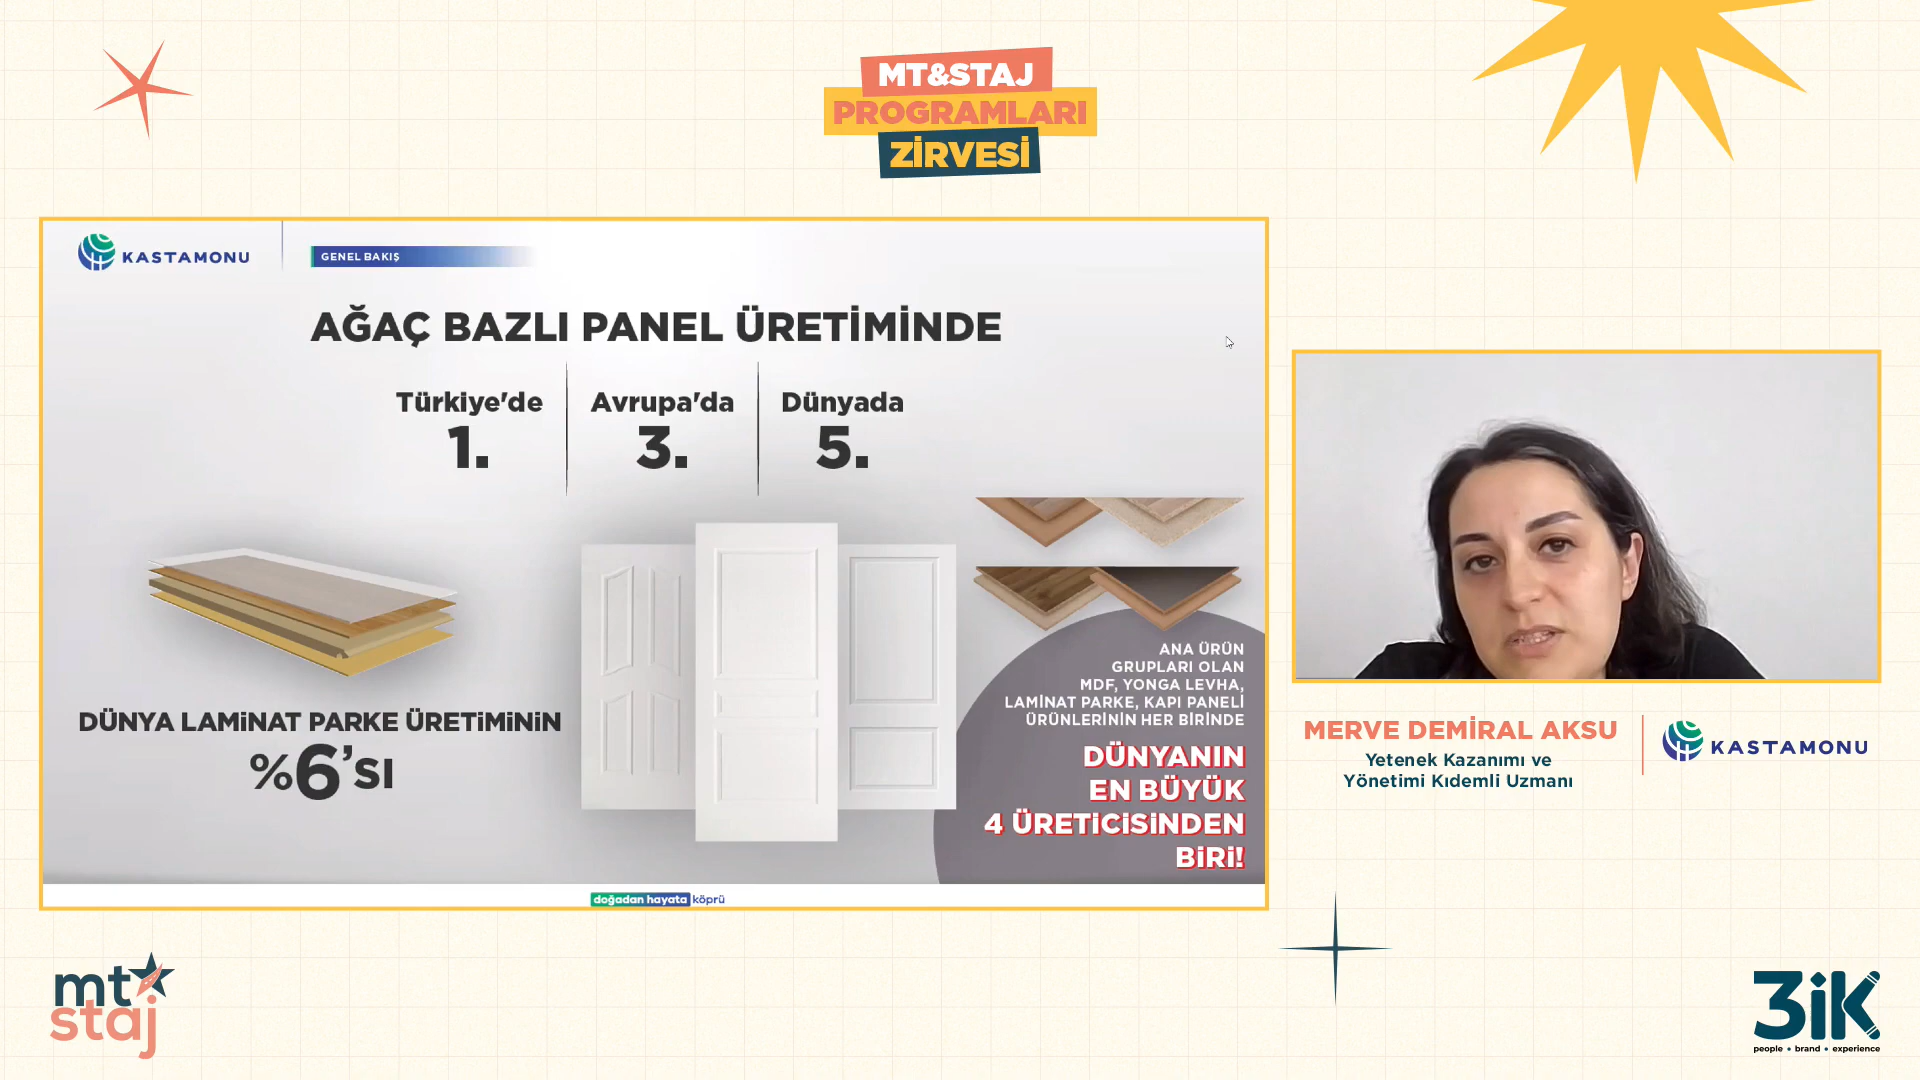 MT&STAJ
PROGRAMLARI
ZİRVESİ
KASTAMONU
GENEL BAKIŞ
AĞAÇ BAZLI PANEL ÜRETİMİNDE
Türkiye'de
1.
Avrupa'da
3.
Dünyada
5.
DÜNYA LAMİNAT PARKE ÜRETİMİNİN
%6'SI
ANA ÜRÜN
GRUPLARI OLAN
MDF, YONGA LEVHA,
LAMİNAT PARKE, KAPI PANELİ
ÜRÜNLERİNİN HER BİRİNDE
DÜNYANIN
EN BÜYÜK
4 ÜRETİCİSİNDEN
BİRİ!
doğadan hayata köprü
MERVE DEMİRAL AKSU
Yetenek Kazanımı ve
Yönetimi Kıdemli Uzmanı
KASTAMONU
mt
staj
3iK
people • brand • experience